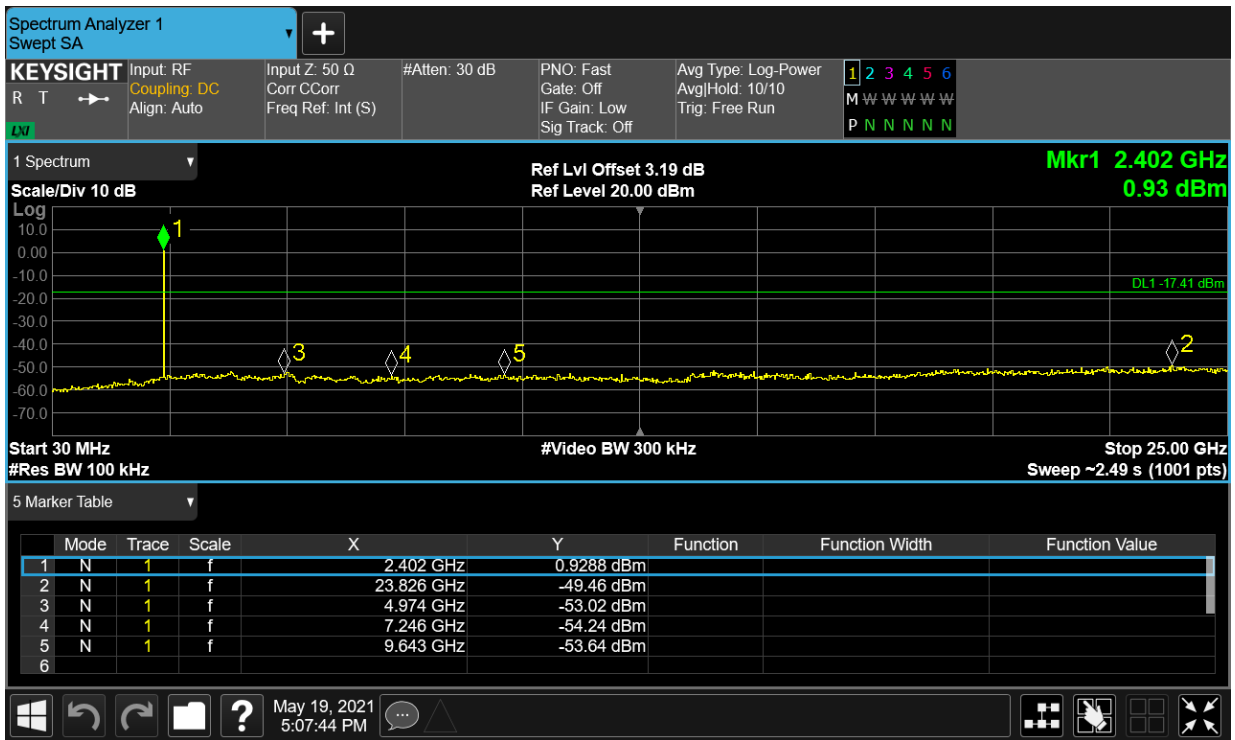 Spectrum Analyzer 1
Swept SA
+
KEYSIGHT Input: RF Input Z: 50 Ω #Atten: 30 dB PNO: Fast Avg Type: Log-Power 1 2 3 4 5 6
R T Coupling: DC Corr CCorr Gate: Off Avg|Hold: 10/10 M W W W W W
Align: Auto Freq Ref: Int (S) IF Gain: Low Trig: Free Run
LXI Sig Track: Off P N N N N N
1 Spectrum Ref Lvl Offset 3.19 dB Mkr1 2.402 GHz
Scale/Div 10 dB Ref Level 20.00 dBm 0.93 dBm
Log
10.0 1
0.00
-10.0
DL1 -17.41 dBm
-20.0
-30.0
-40.0 3 4 5 2
-50.0
-60.0
-70.0
Start 30 MHz #Video BW 300 kHz Stop 25.00 GHz
#Res BW 100 kHz Sweep ~2.49 s (1001 pts)
5 Marker Table
Mode Trace Scale X Y Function Function Width Function Value
1 N 1 f 2.402 GHz 0.9288 dBm
2 N 1 f 23.826 GHz -49.46 dBm
3 N 1 f 4.974 GHz -53.02 dBm
4 N 1 f 7.246 GHz -54.24 dBm
5 N 1 f 9.643 GHz -53.64 dBm
6
? May 19, 2021
5:07:44 PM